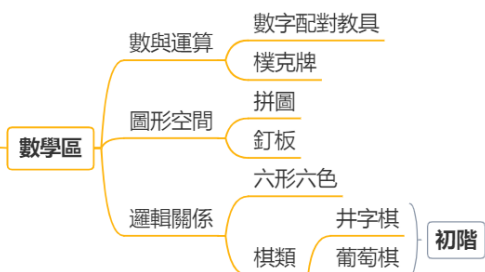 數學區
數與運算
數字配對教具
樸克牌
圖形空間
拼圖
釘板
邏輯關係
六形六色
棋類
井字棋
葡萄棋
初階